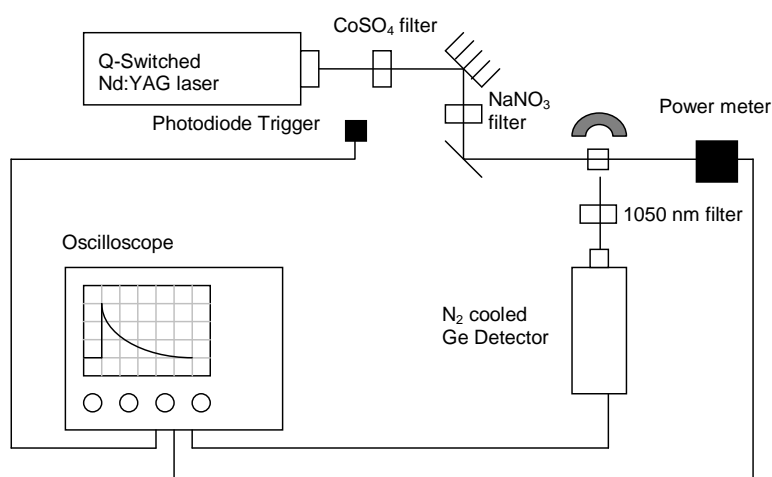 CoSO₄ filter
Q-Switched
Nd:YAG laser
NaNO₃
filter
Power meter
Photodiode Trigger
1050 nm filter
Oscilloscope
N₂ cooled
Ge Detector